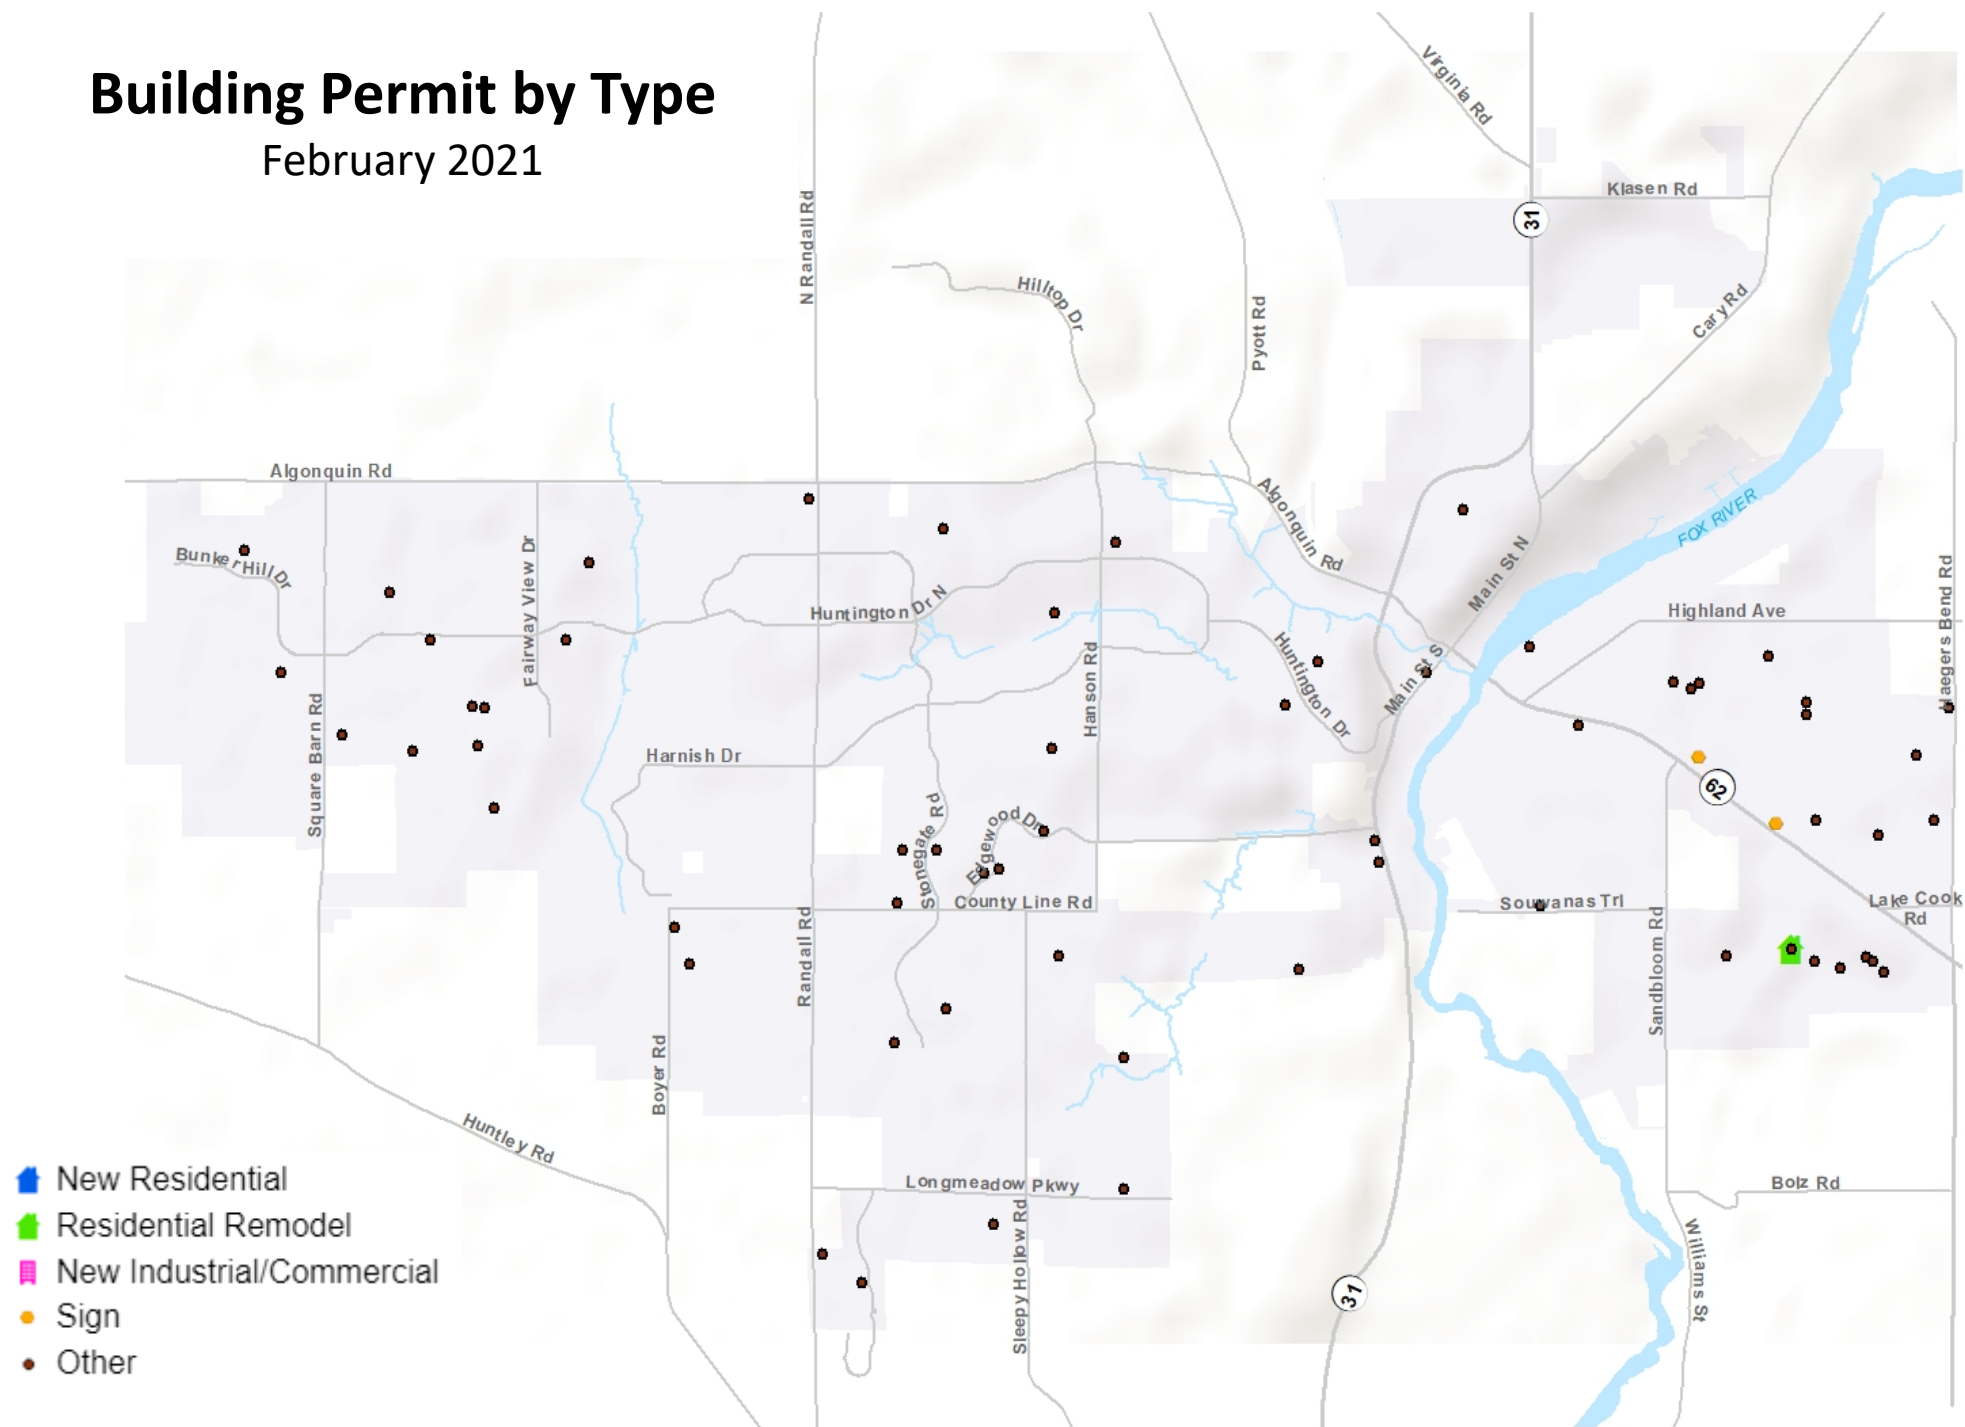 Building Permit by Type
February 2021
Virginia Rd
Klasen Rd
31
N Randall Rd
Hilltop Dr
Pyott Rd
Cary Rd
Algonquin Rd
Algonquin Rd
FOX RIVER
Main St N
Bunker Hill Dr
Fairway View Dr
Huntington Dr N
Highland Ave
Haegers Bend Rd
Huntington Dr
Main St S
Hanson Rd
Square Barn Rd
Harnish Dr
62
Stonegate Rd
Edgewood Dr
County Line Rd
Souwanas Trl
Lake Cook
Rd
Randall Rd
Sandbloom Rd
Boyer Rd
Huntley Rd
Longmeadow Pkwy
Bolz Rd
Sleepy Hollow Rd
Williams St
31
New Residential
Residential Remodel
New Industrial/Commercial
Sign
Other